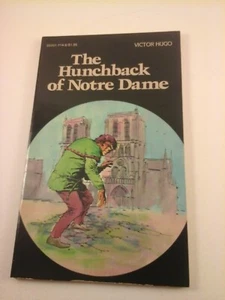 VICTOR HUGO
The
Hunchback
of Notre Dame